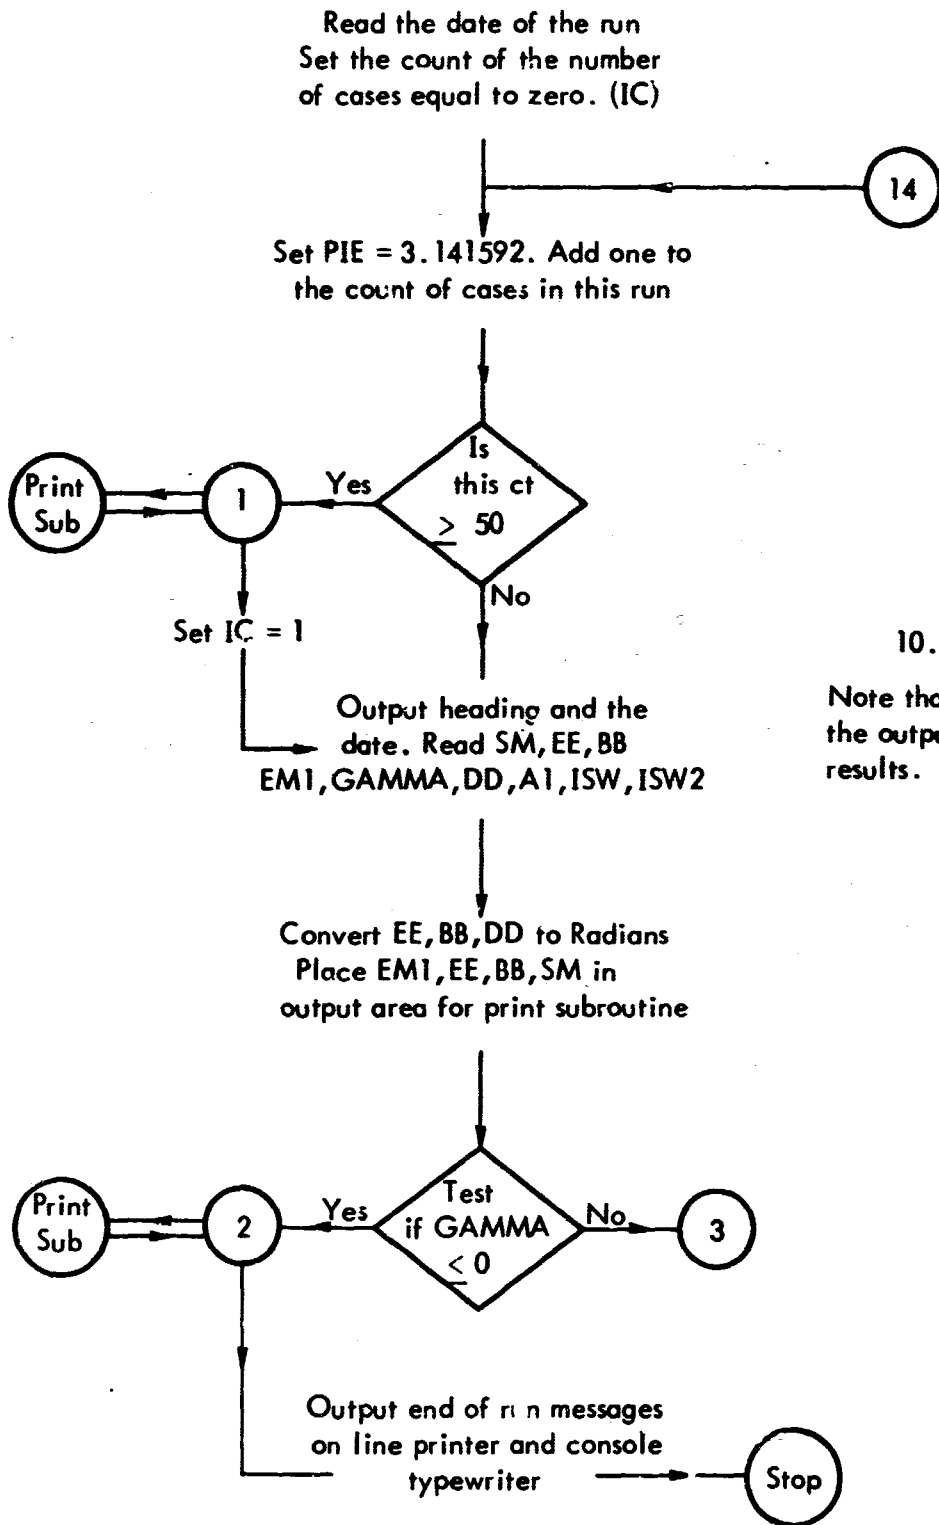 Read the date of the run
Set the count of the number
of cases equal to zero. (IC)
14
Set PIE = 3.141592. Add one to
the count of cases in this run
Is
this ct
≥ 50
Yes
1
Print
Sub
No
Set IC = 1
10.
Note tha
the outpu
results.
Output heading and the
date. Read SM,EE,BB
EM1,GAMMA,DD,A1,ISW,ISW2
Convert EE,BB,DD to Radians
Place EM1,EE,BB,SM in
output area for print subroutine
Test
if GAMMA
≤ 0
Yes
2
Print
Sub
No
3
Output end of run messages
on line printer and console
typewriter
Stop